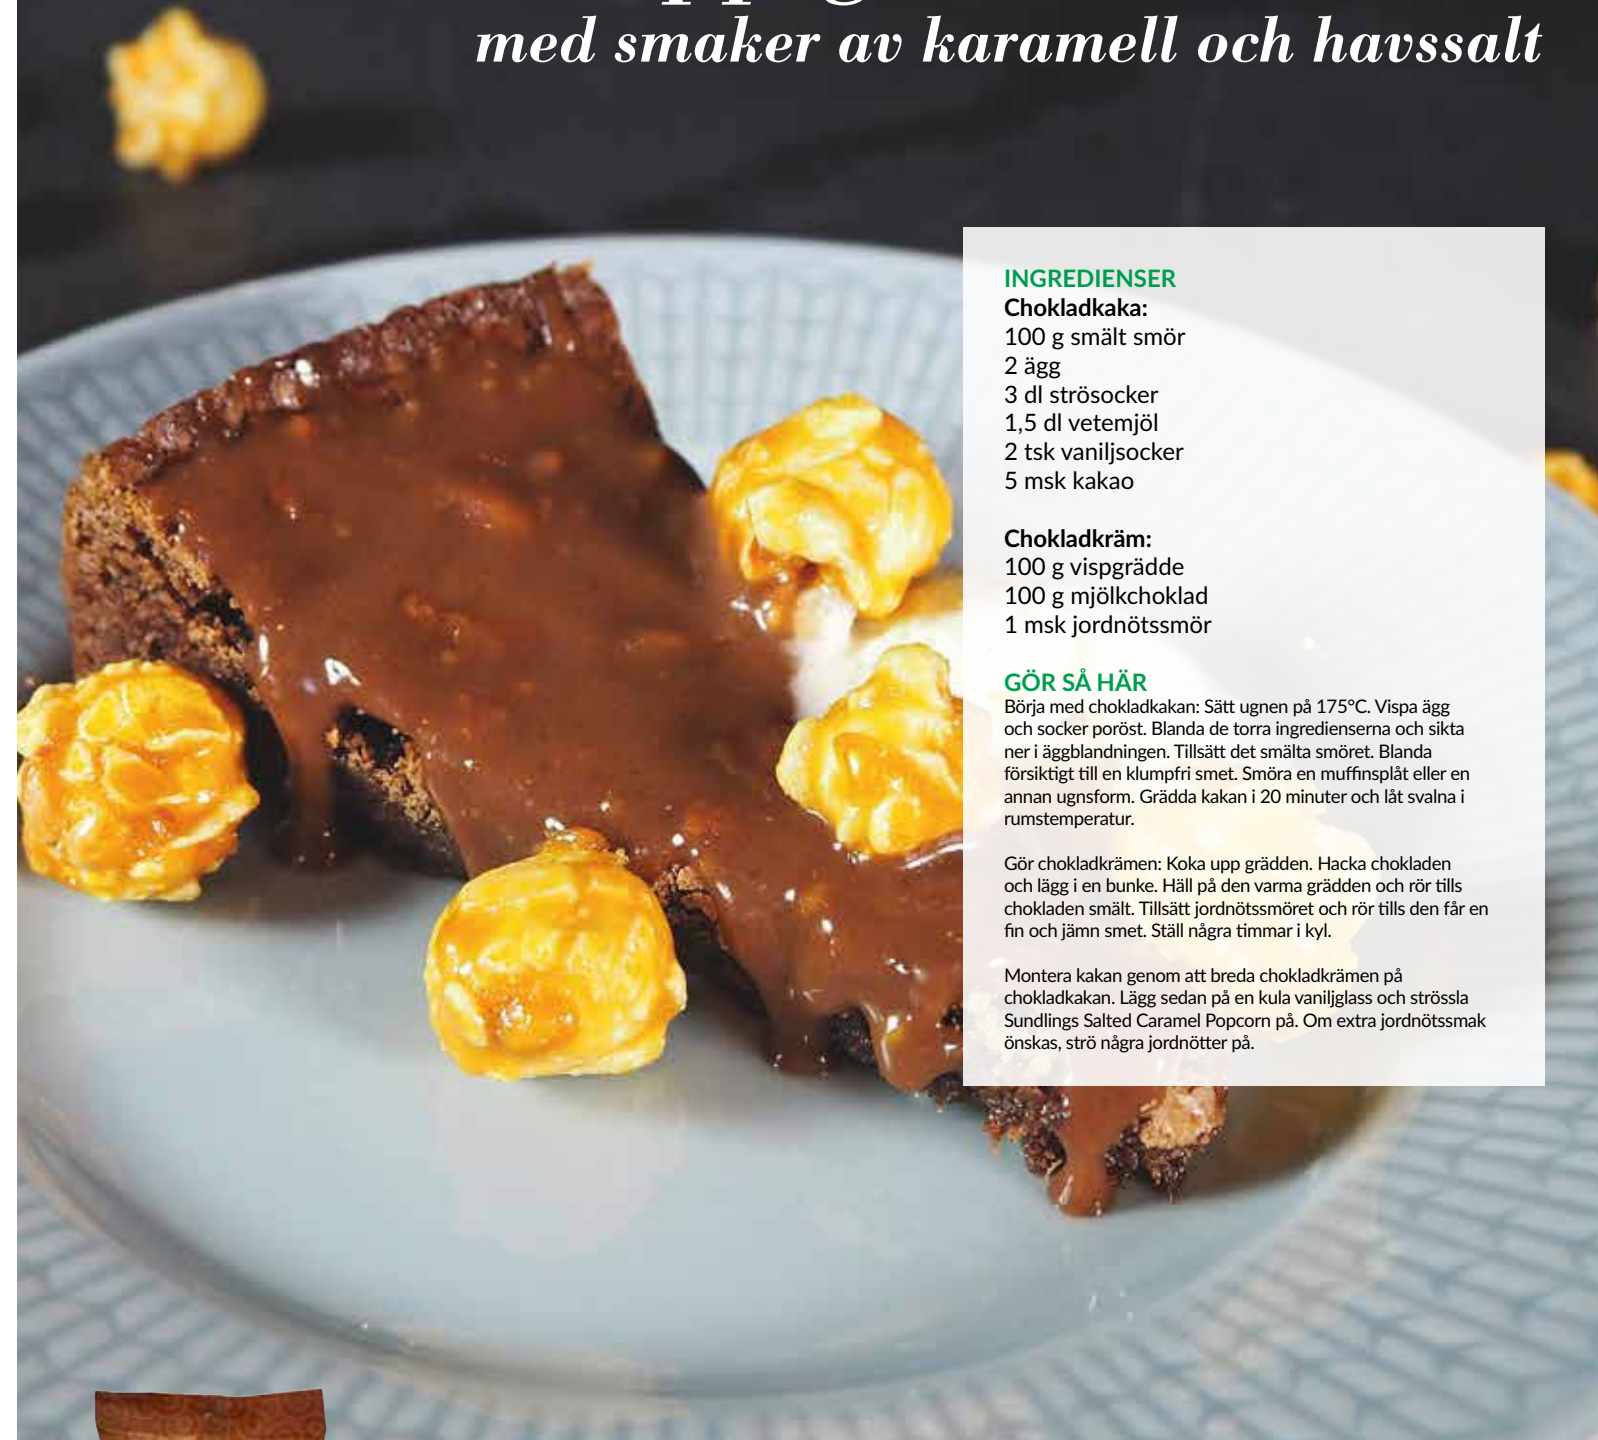 med smaker av karamell och havssalt
INGREDIENSER
Chokladkaka:
100 g smält smör
2 ägg
3 dl strösocker
1,5 dl vetemjöl
2 tsk vaniljsocker
5 msk kakao
Chokladkräm:
100 g vispgrädde
100 g mjölkchoklad
1 msk jordnötssmör
GÖR SÅ HÄR
Börja med chokladkakan: Sätt ugnen på 175°C. Vispa ägg
och socker poröst. Blanda de torra ingredienserna och sikta
ner i äggblandningen. Tillsätt det smälta smöret. Blanda
försiktigt till en klumpfri smet. Smöra en muffinsplåt eller en
annan ugnsform. Grädda kakan i 20 minuter och låt svalna i
rumstemperatur.
Gör chokladkrämen: Koka upp grädden. Hacka chokladen
och lägg i en bunke. Häll på den varma grädden och rör tills
chokladen smält. Tillsätt jordnötssmöret och rör tills den får en
fin och jämn smet. Ställ några timmar i kyl.
Montera kakan genom att breda chokladkrämen på
chokladkakan. Lägg sedan på en kula vaniljglass och strössla
Sundlings Salted Caramel Popcorn på. Om extra jordnötssmak
önskas, strö några jordnötter på.